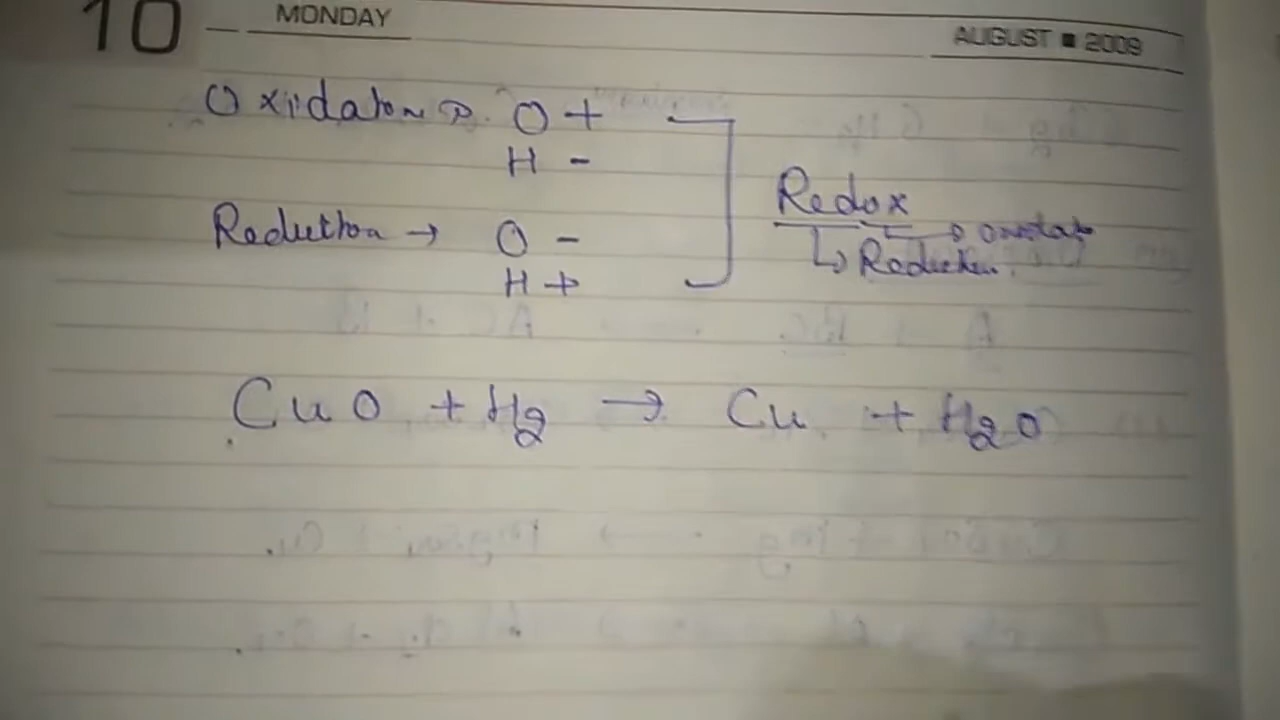 10 MONDAY
AUGUST ■ 2009
Oxidation → O +
H -
Reduction → O -
H +
Redox
Reduction
CuO + H2 → Cu + H2O